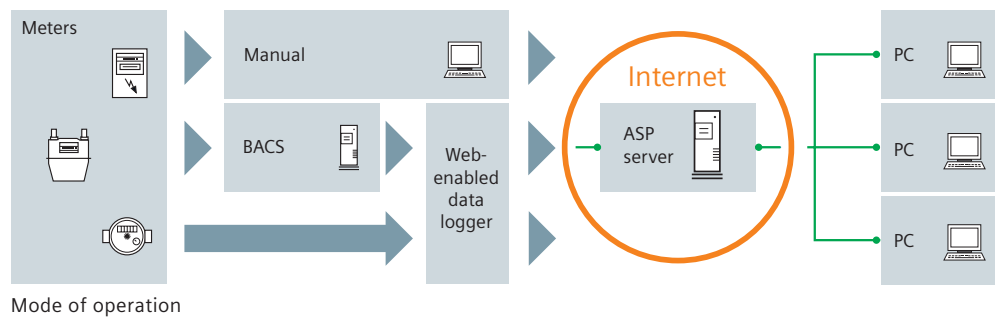 Meters
Manual
BACS
Web-
enabled
data
logger
Internet
ASP
server
PC
PC
PC
Mode of operation